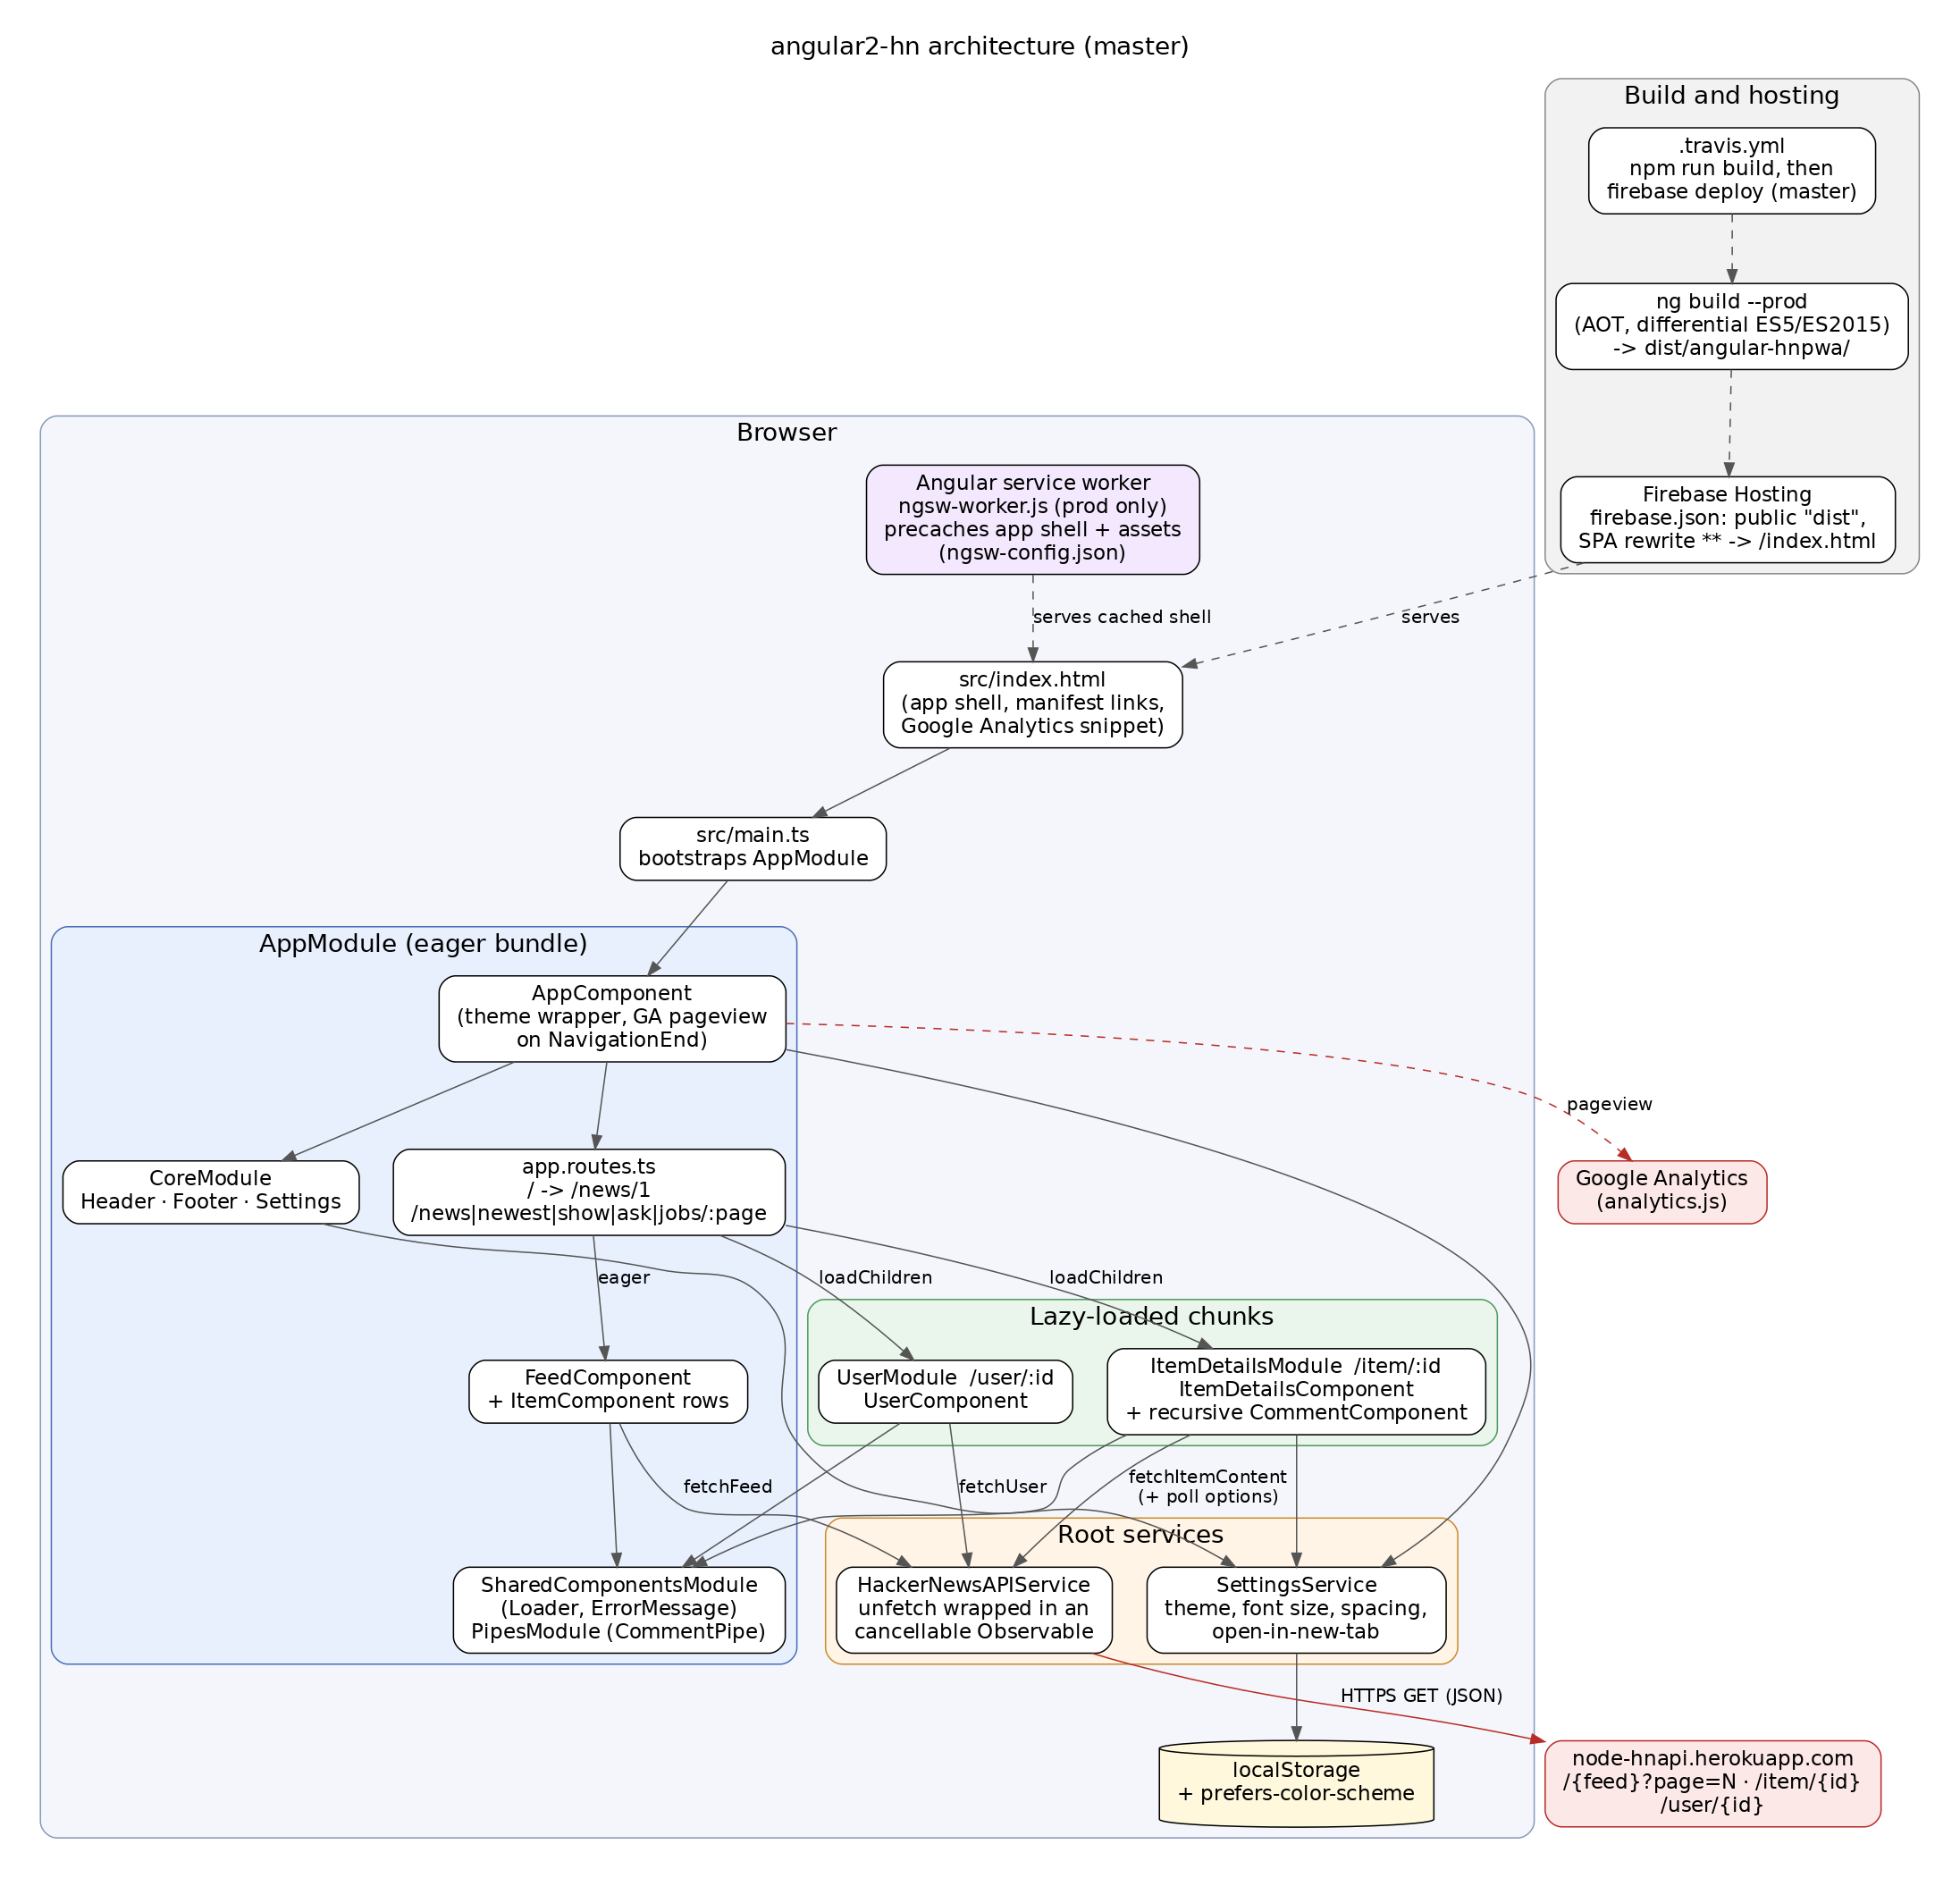 angular2-hn architecture (master)
Build and hosting
.travis.yml
npm run build, then
firebase deploy (master)
ng build --prod
(AOT, differential ES5/ES2015)
-> dist/angular-hnpwa/
Firebase Hosting
firebase.json: public "dist",
SPA rewrite ** -> /index.html
Browser
Angular service worker
ngsw-worker.js (prod only)
precaches app shell + assets
(ngsw-config.json)
serves cached shell
serves
src/index.html
(app shell, manifest links,
Google Analytics snippet)
src/main.ts
bootstraps AppModule
AppModule (eager bundle)
AppComponent
(theme wrapper, GA pageview
on NavigationEnd)
pageview
Google Analytics
(analytics.js)
CoreModule
Header · Footer · Settings
app.routes.ts
/ -> /news/1
/news|newest|show|ask|jobs/:page
eager
loadChildren
loadChildren
Lazy-loaded chunks
FeedComponent
+ ItemComponent rows
UserModule  /user/:id
UserComponent
ItemDetailsModule  /item/:id
ItemDetailsComponent
+ recursive CommentComponent
fetchFeed
fetchUser
fetchItemContent
(+ poll options)
Root services
SharedComponentsModule
(Loader, ErrorMessage)
PipesModule (CommentPipe)
HackerNewsAPIService
unfetch wrapped in an
cancellable Observable
SettingsService
theme, font size, spacing,
open-in-new-tab
HTTPS GET (JSON)
localStorage
+ prefers-color-scheme
node-hnapi.herokuapp.com
/{feed}?page=N · /item/{id}
/user/{id}